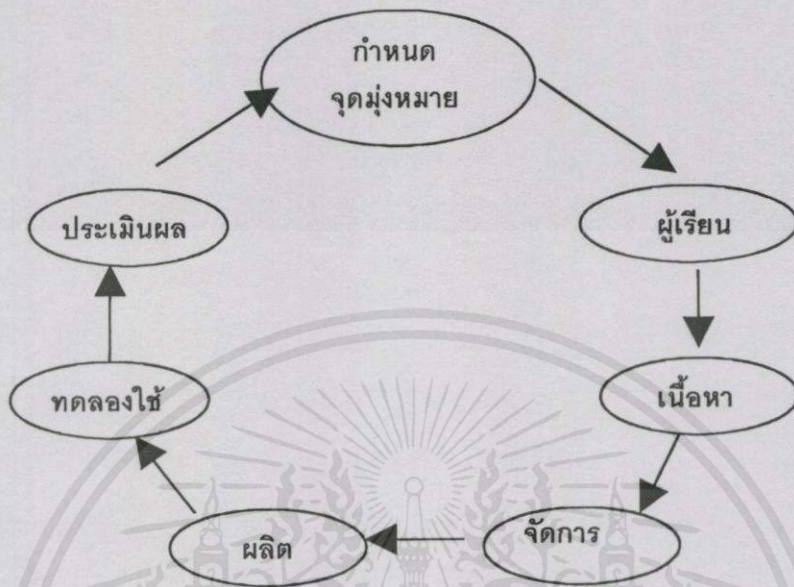 กำหนด
จุดมุ่งหมาย
ผู้เรียน
เนื้อหา
จัดการ
ผลิต
ทดลองใช้
ประเมินผล